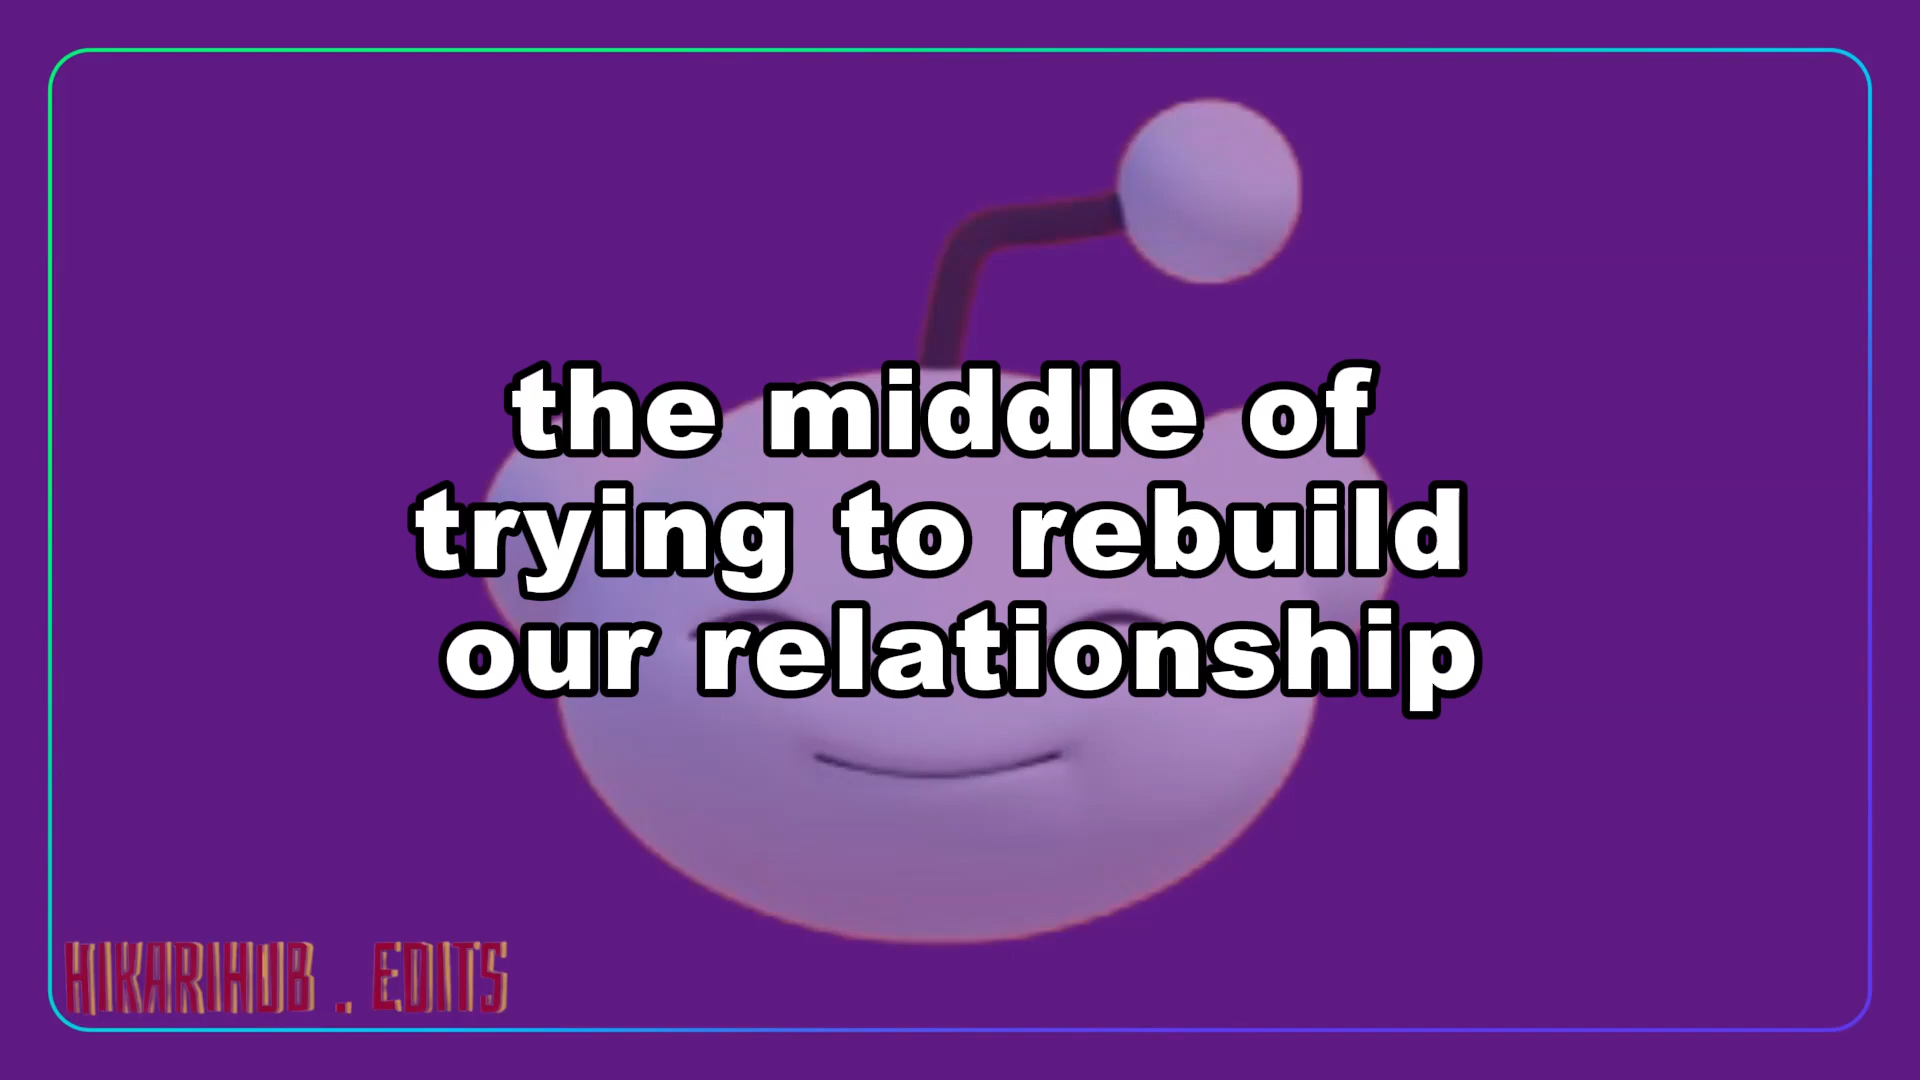 the middle of
trying to rebuild
our relationship
HIKARIHUB . EDITS